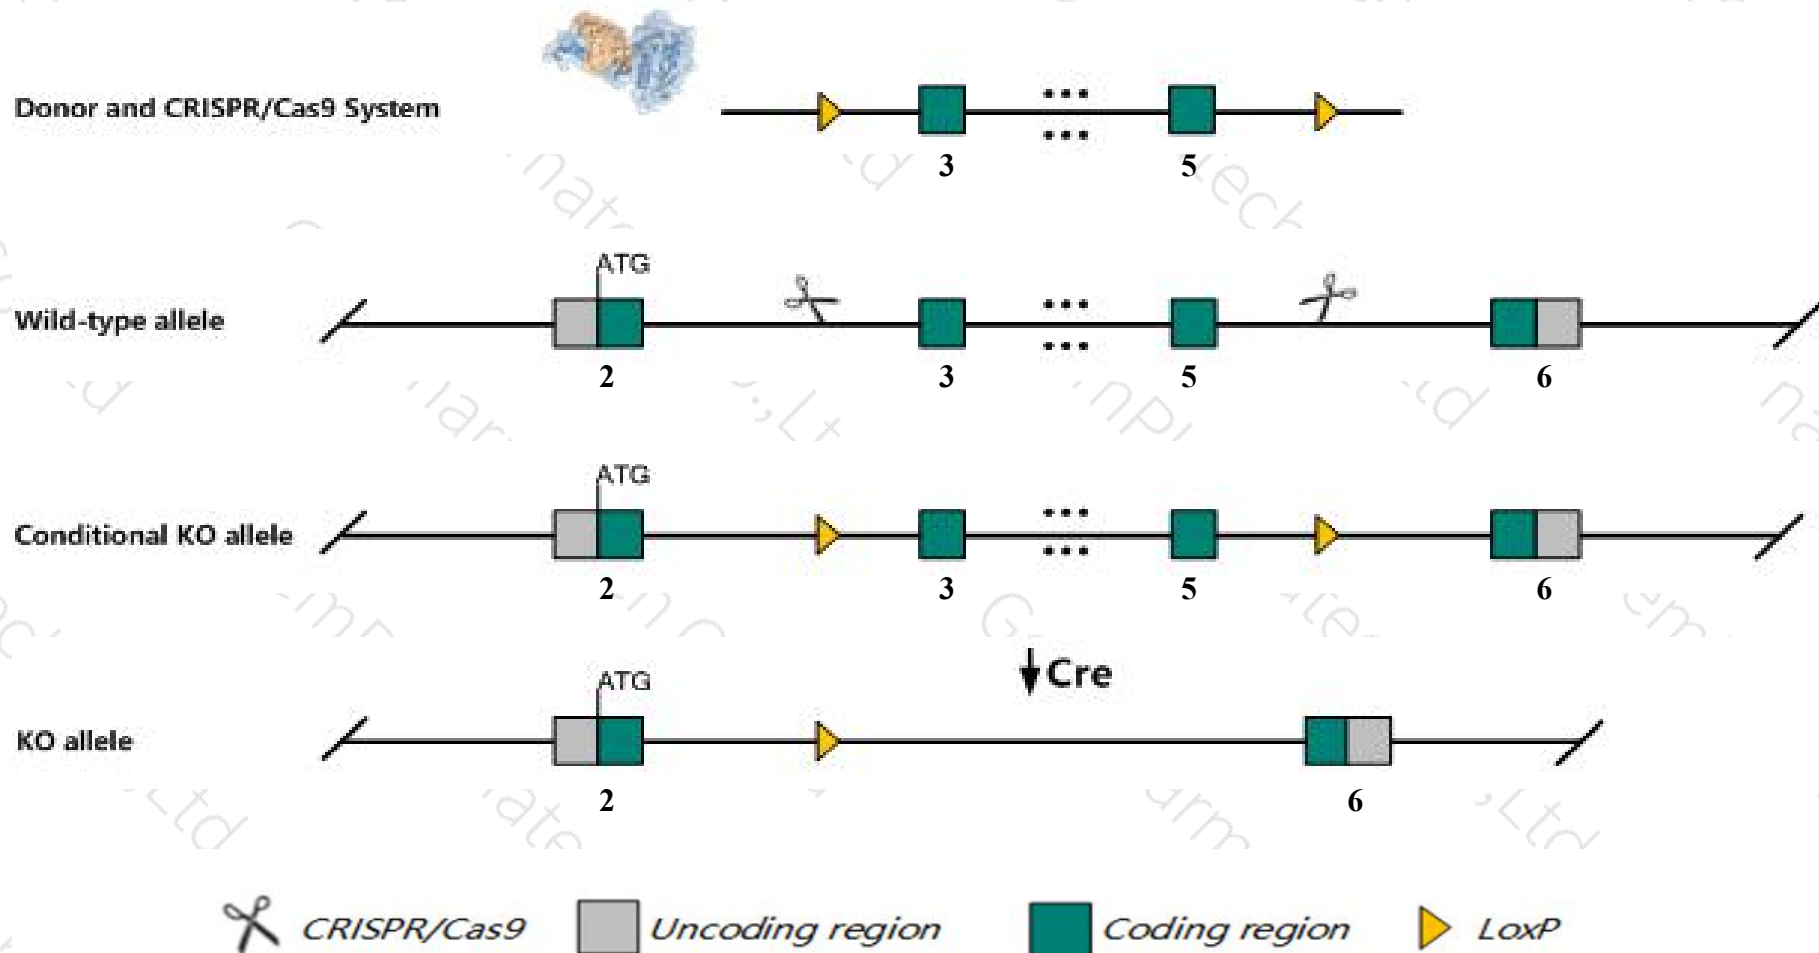 Donor and CRISPR/Cas9 System
3 5
ATG
Wild-type allele
2 3 5 6
ATG
Conditional KO allele
2 3 5 6
Cre
ATG
KO allele
2 6
CRISPR/Cas9 Uncoding region Coding region LoxP